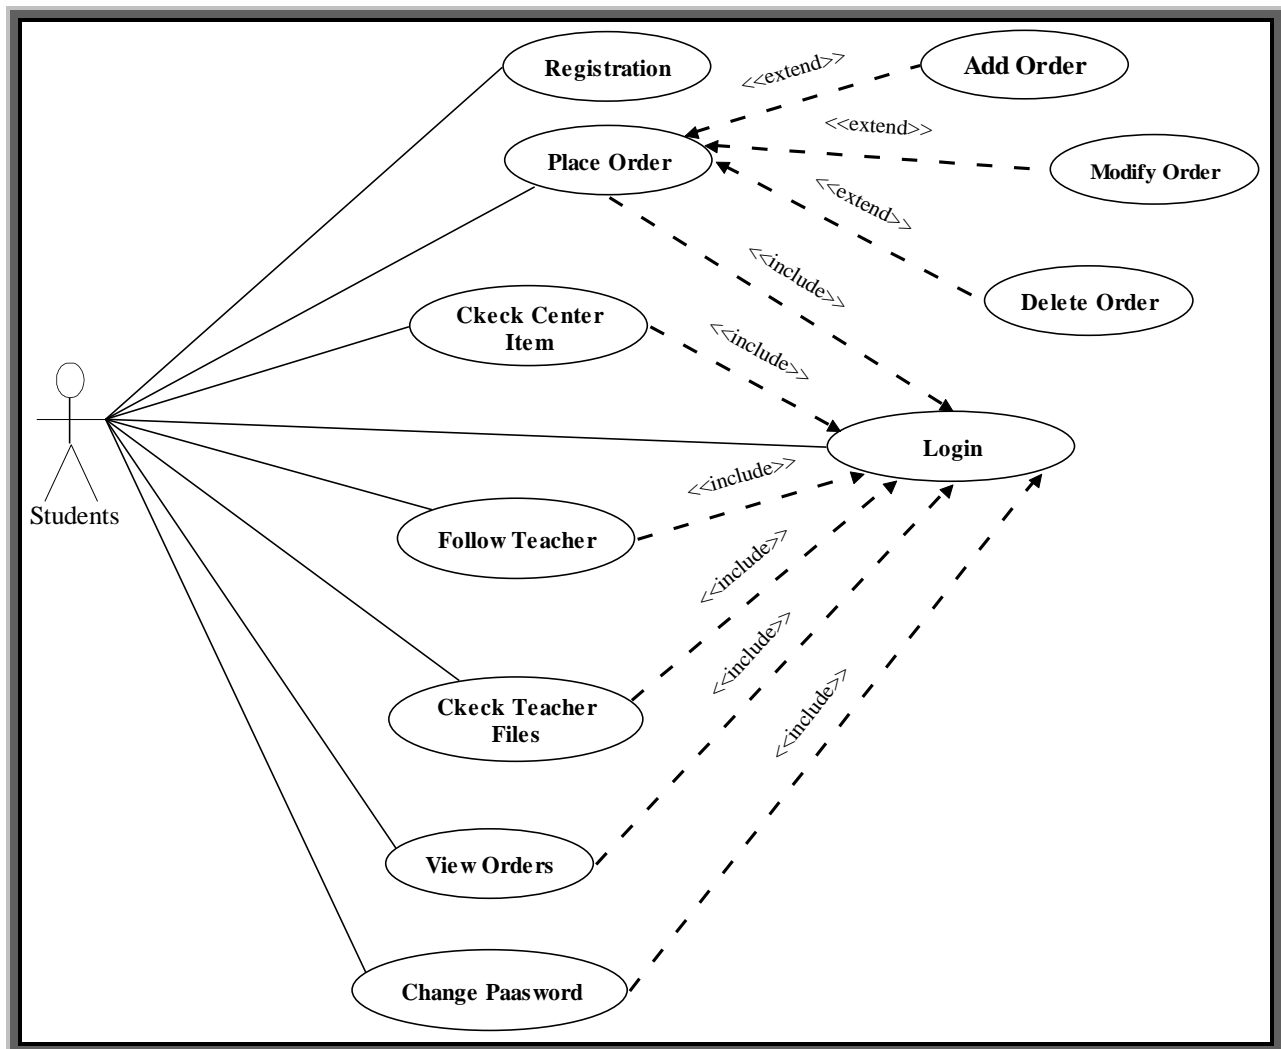 Registration
<<extend>>
Add Order
<<extend>>
Place Order
Modify Order
<<extend>>
<<include>>
Delete Order
Ckeck Center
Item
<<include>>
Login
<<include>>
Students
Follow Teacher
<<include>>
<<include>>
Ckeck Teacher
Files
<<include>>
View Orders
Change Paasword